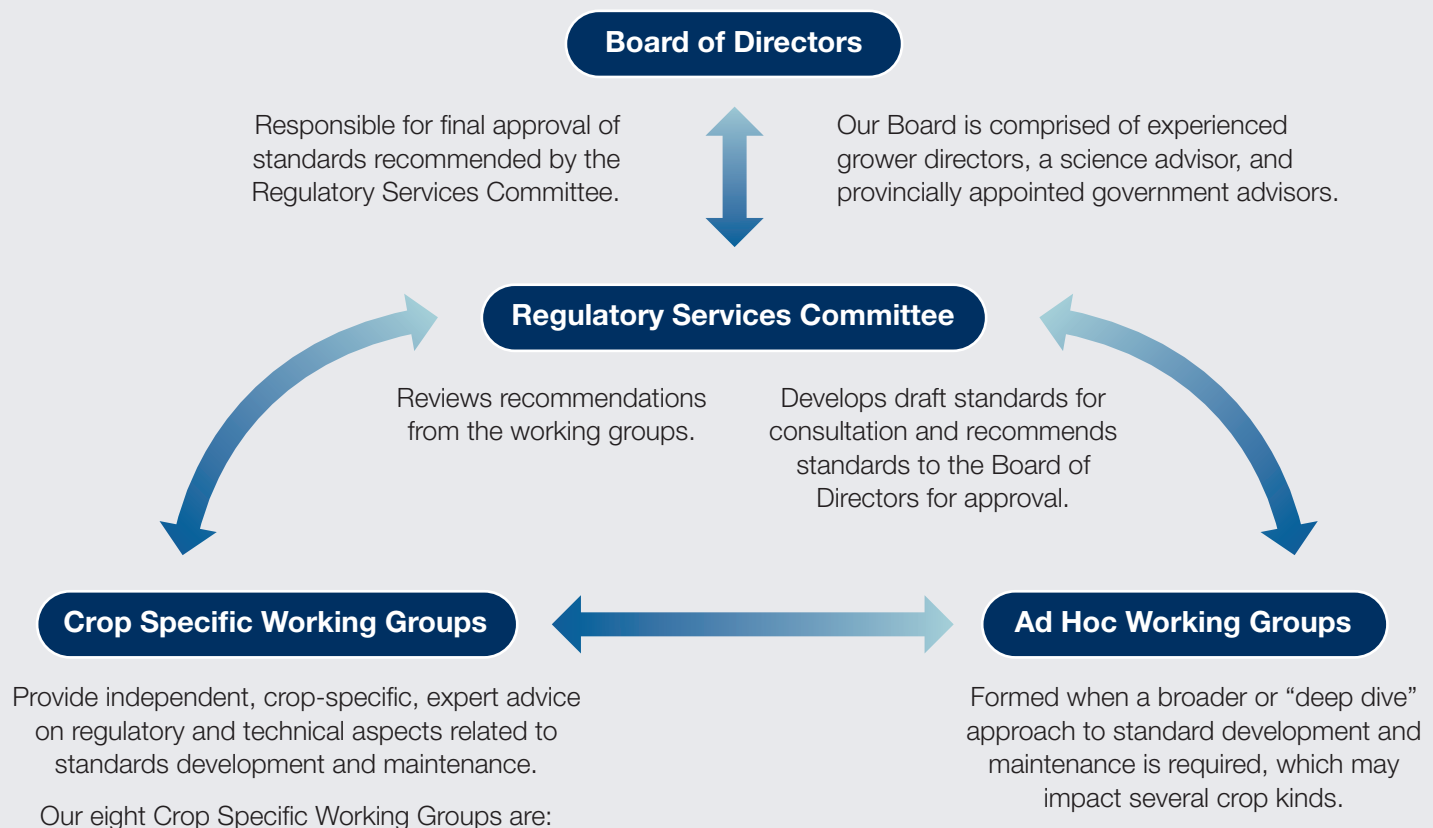 Board of Directors
Responsible for final approval of
standards recommended by the
Regulatory Services Committee.
Our Board is comprised of experienced
grower directors, a science advisor, and
provincially appointed government advisors.
Regulatory Services Committee
Reviews recommendations
from the working groups.
Develops draft standards for
consultation and recommends
standards to the Board of
Directors for approval.
Crop Specific Working Groups
Provide independent, crop-specific, expert advice
on regulatory and technical aspects related to
standards development and maintenance.
Our eight Crop Specific Working Groups are:
Ad Hoc Working Groups
Formed when a broader or “deep dive”
approach to standard development and
maintenance is required, which may
impact several crop kinds.